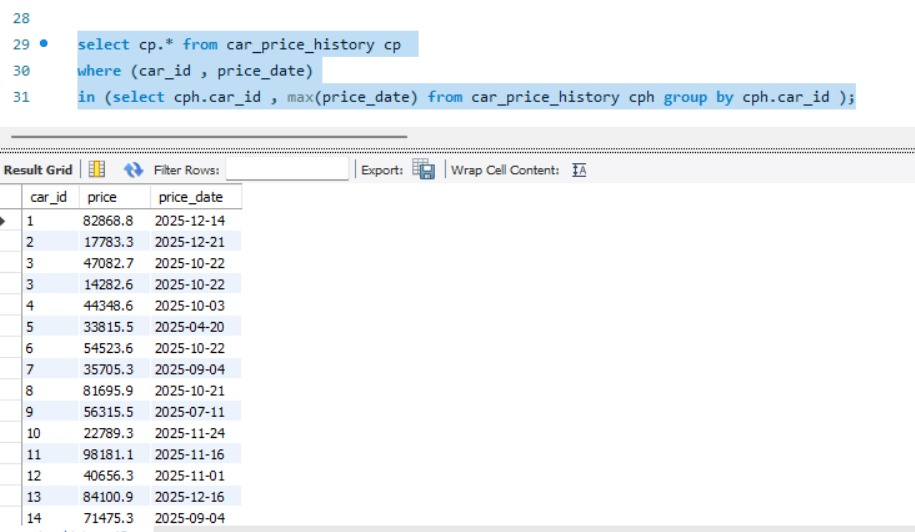 28
29 select cp.* from car_price_history cp
30 where (car_id , price_date)
31 in (select cph.car_id , max(price_date) from car_price_history cph group by cph.car_id );
Result Grid Filter Rows: Export: Wrap Cell Content: IA
car_id price price_date
1 82868.8 2025-12-14
2 17783.3 2025-12-21
3 47082.7 2025-10-22
3 14282.6 2025-10-22
4 44348.6 2025-10-03
5 33815.5 2025-04-20
6 54523.6 2025-10-22
7 35705.3 2025-09-04
8 81695.9 2025-10-21
9 56315.5 2025-07-11
10 22789.3 2025-11-24
11 98181.1 2025-11-16
12 40656.3 2025-11-01
13 84100.9 2025-12-16
14 71475.3 2025-09-04